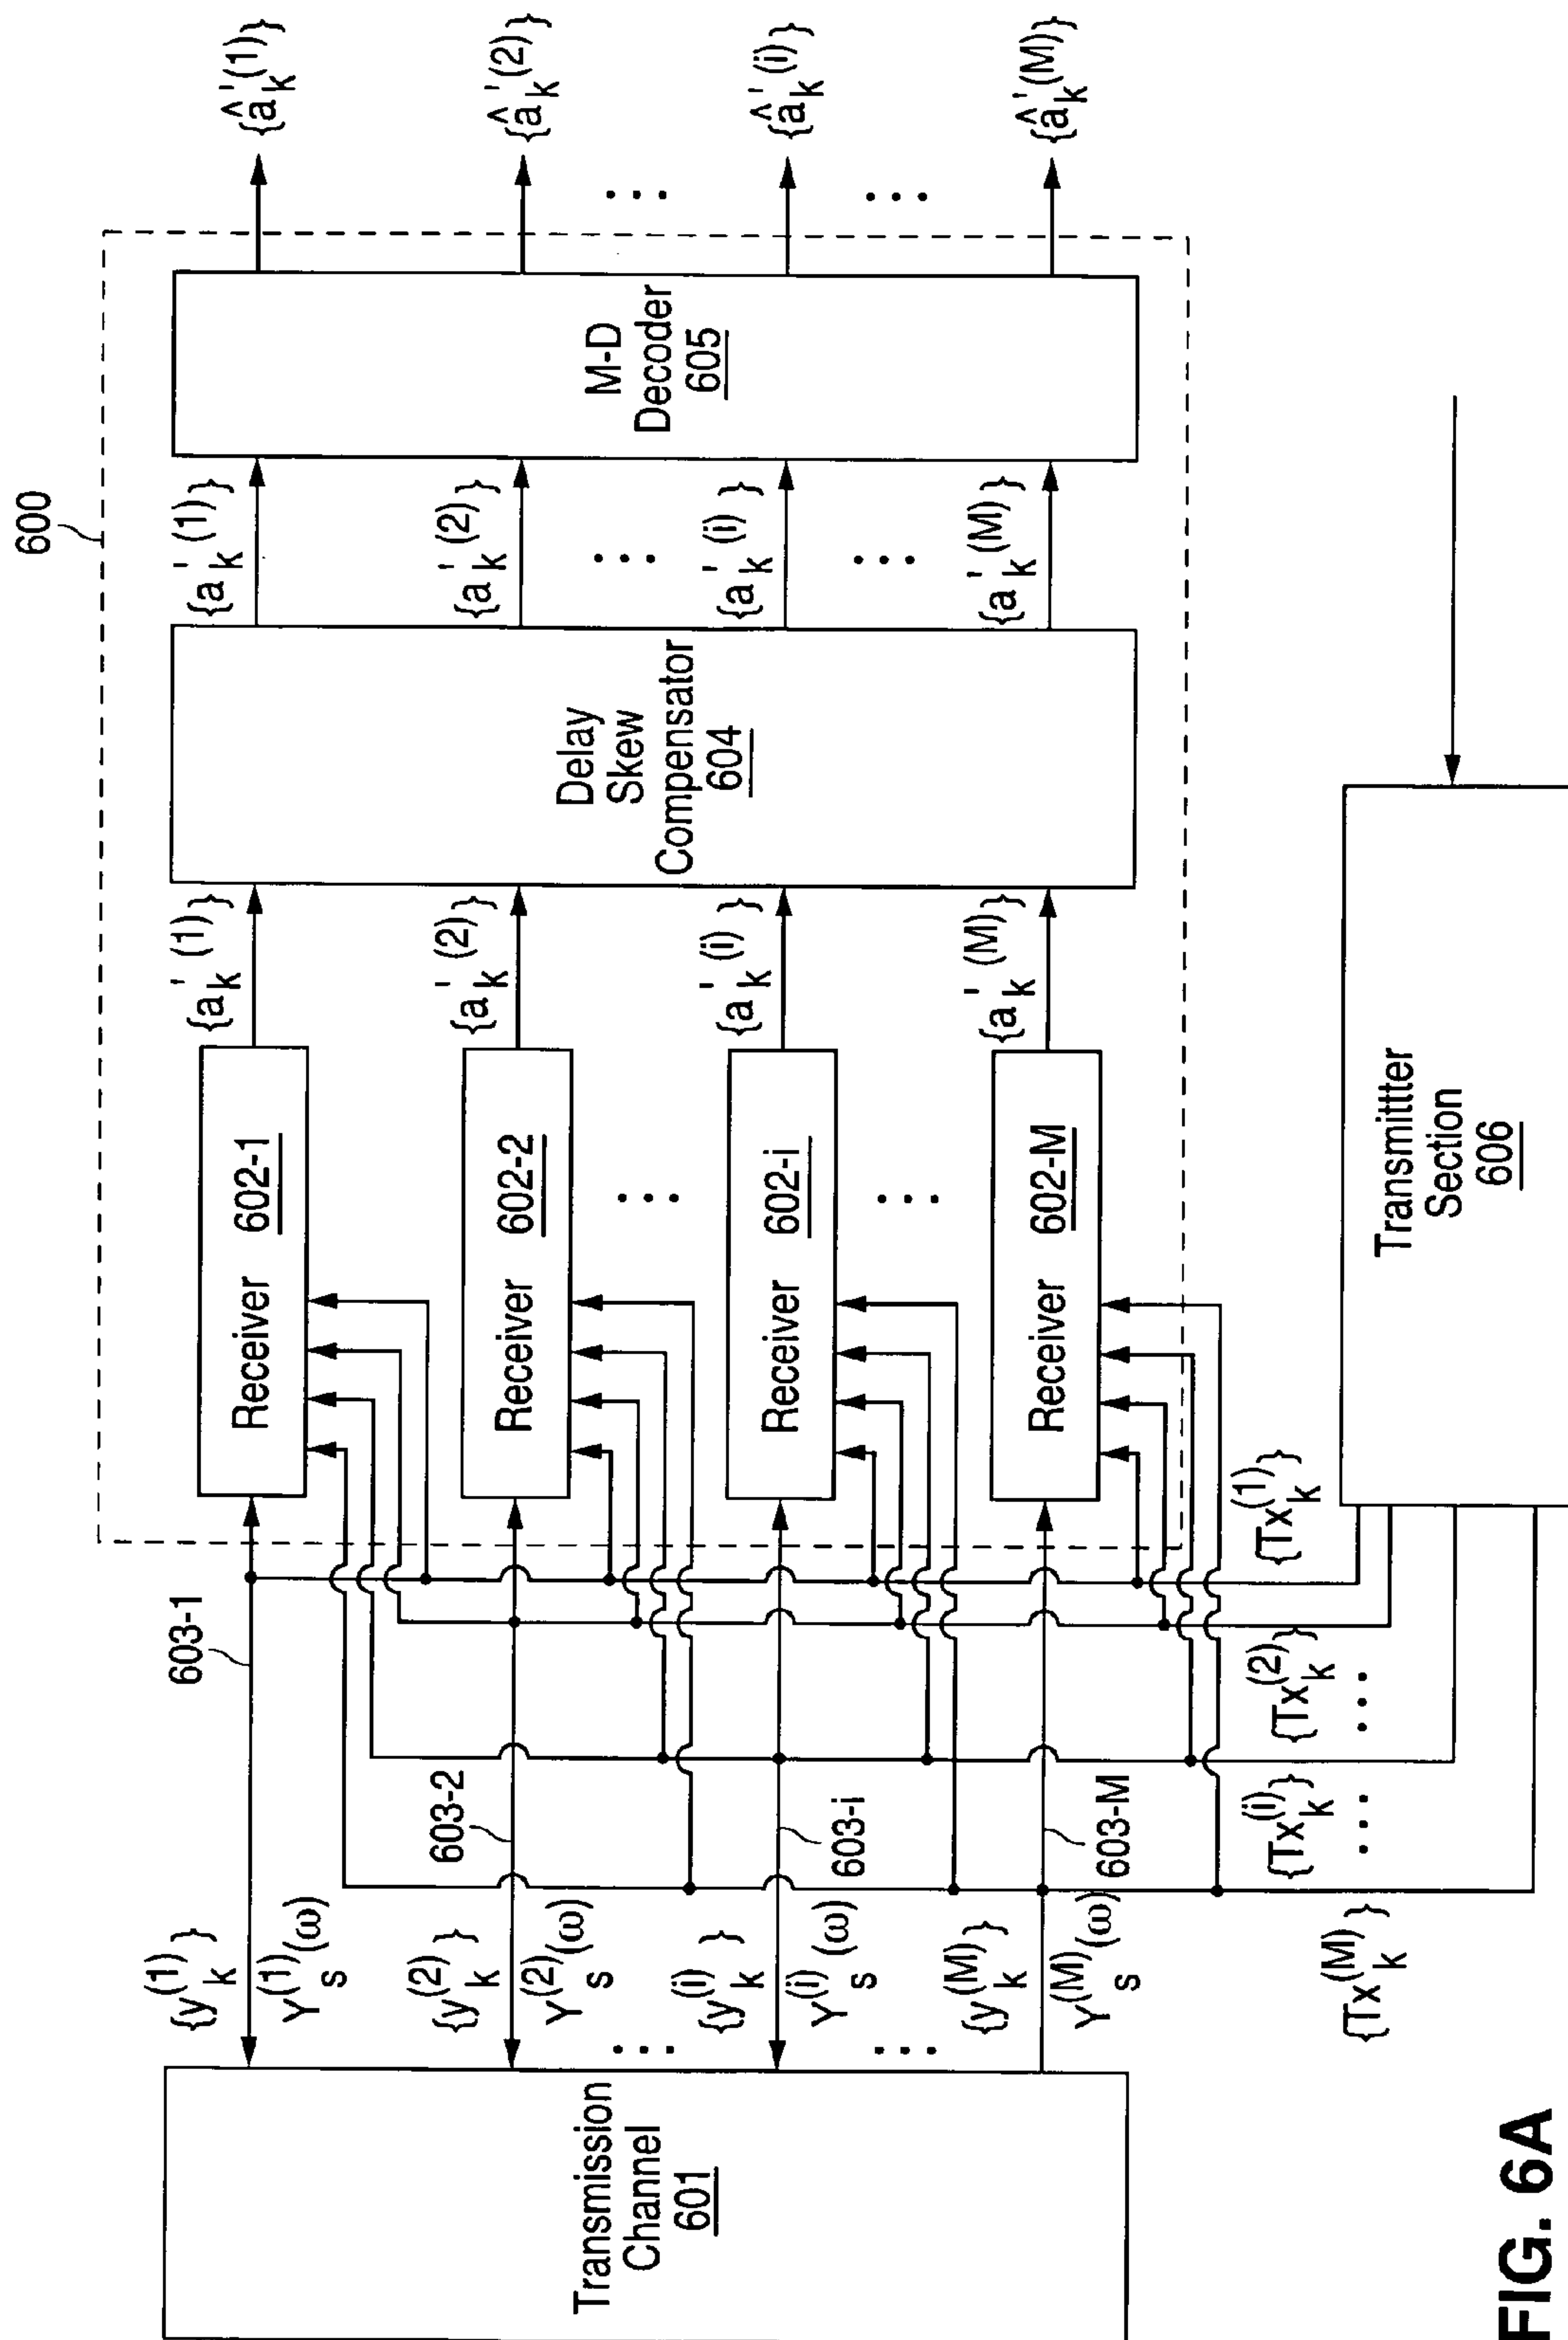 600
603-1
{y_k^(1)}
Y_s^(1)(ω)
Receiver 602-1
{a'_k^(1)}
{a'_k^(1)}
{â'_k^(1)}
603-2
{y_k^(2)}
Y_s^(2)(ω)
Receiver 602-2
{a'_k^(2)}
{a'_k^(2)}
{â'_k^(2)}
Transmission
Channel
601
Delay
Skew
Compensator
604
M-D
Decoder
605
...
...
...
...
...
{y_k^(i)}
Y_s^(i)(ω)
603-i
Receiver 602-i
{a'_k^(i)}
{a'_k^(i)}
{â'_k^(i)}
...
...
...
...
{y_k^(M)}
Y_s^(M)(ω)
603-M
Receiver 602-M
{a'_k^(M)}
{a'_k^(M)}
{â'_k^(M)}
{Tx_k^(M)}
{Tx_k^(i)}
{Tx_k^(2)}
{Tx_k^(1)}
...
...
Transmittter
Section
606
FIG. 6A